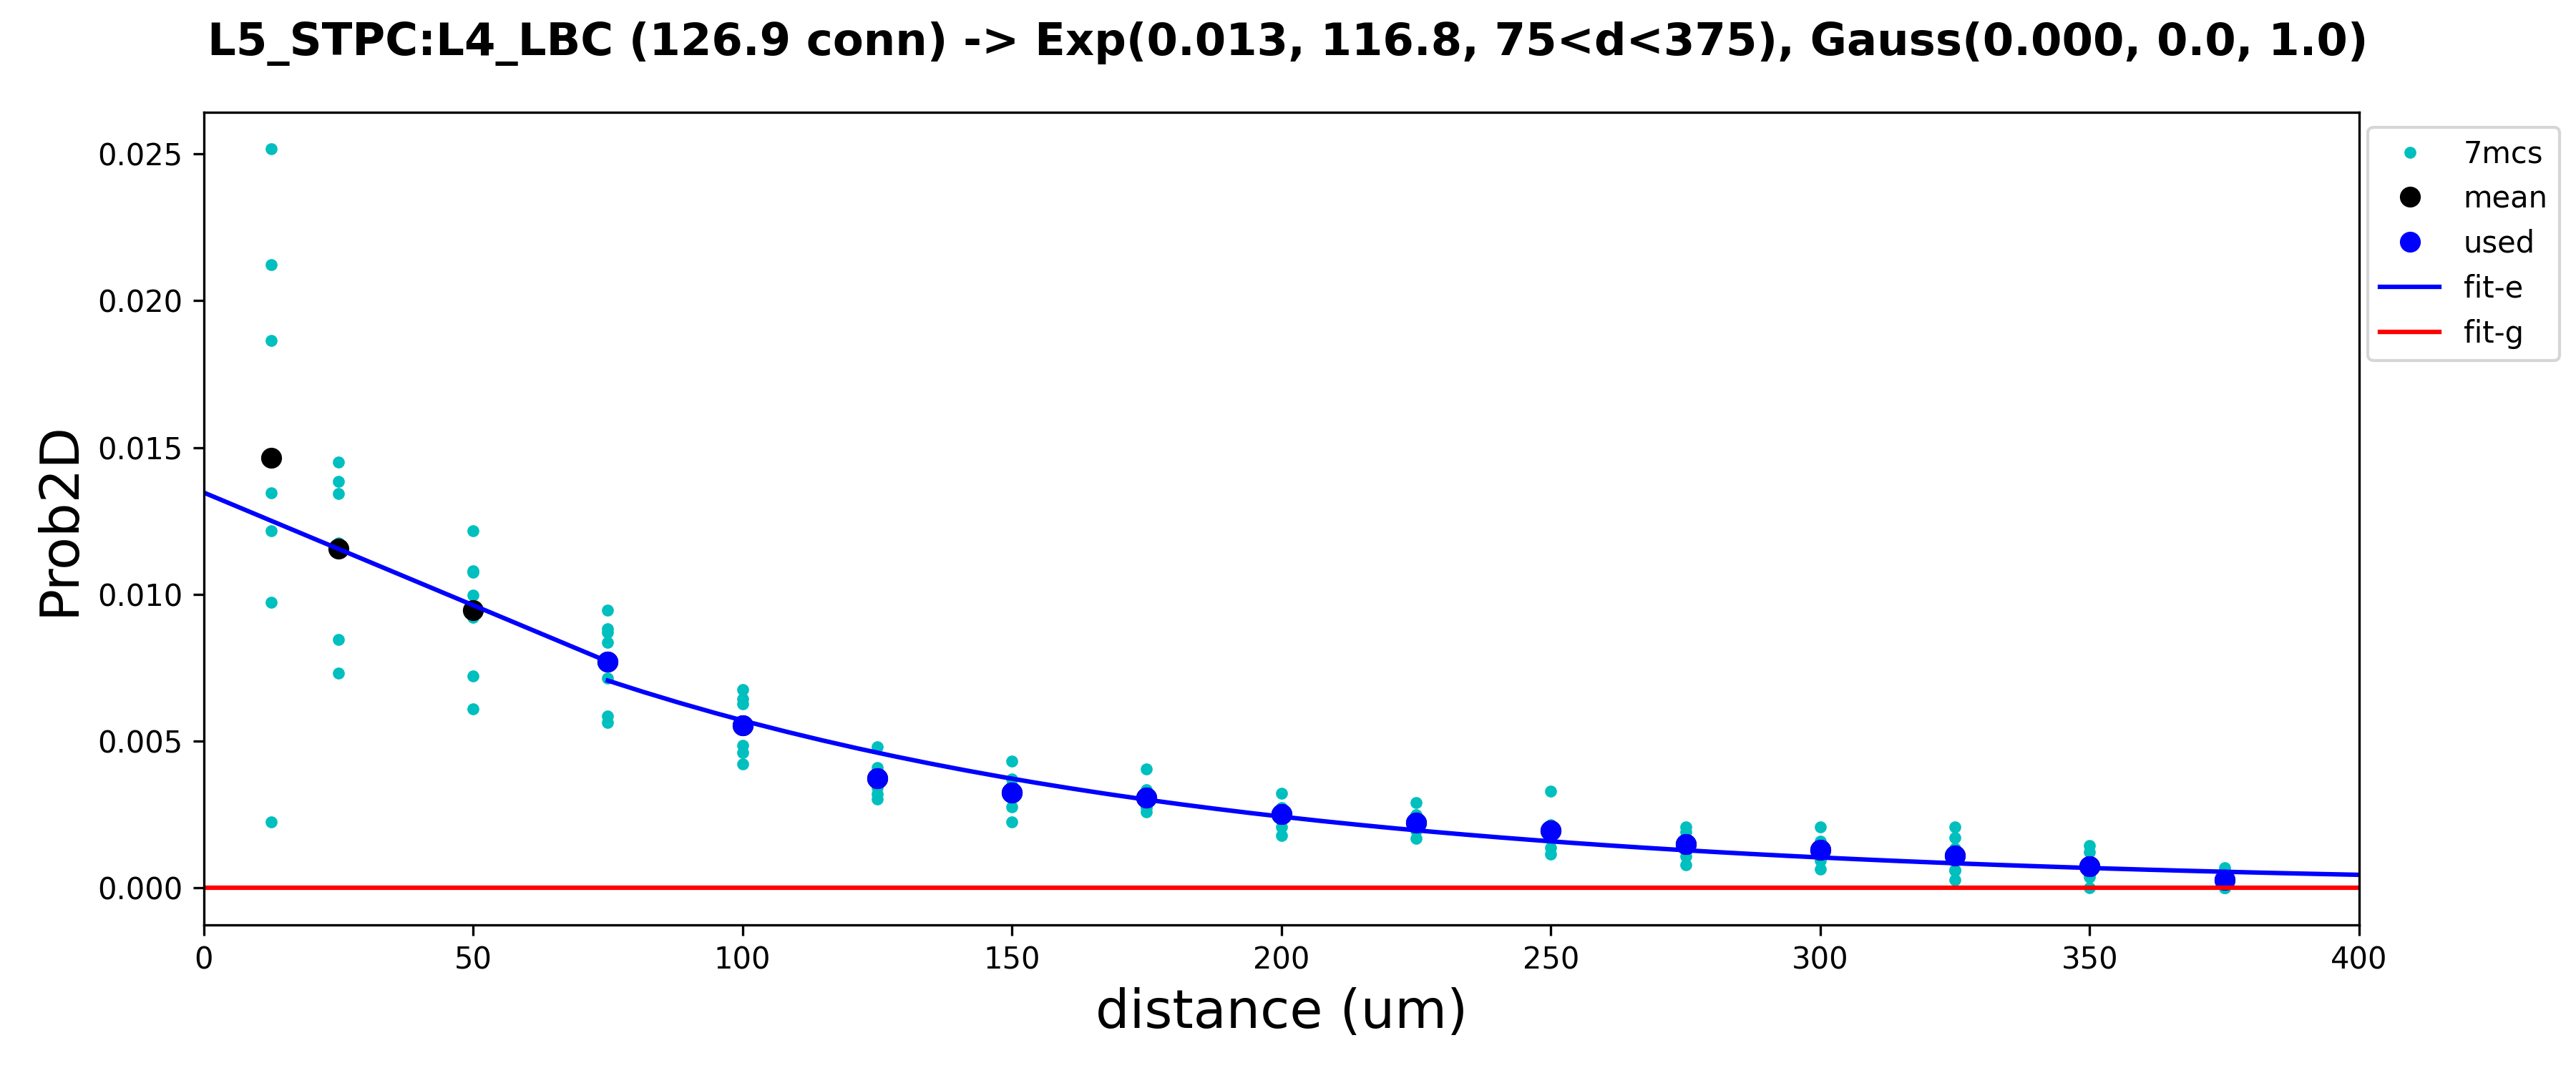 L5_STPC:L4_LBC (126.9 conn) -> Exp(0.013, 116.8, 75<d<375), Gauss(0.000, 0.0, 1.0)
0.025
0.020
0.015
0.010
0.005
0.000
Prob2D
0 50 100 150 200 250 300 350 400
distance (um)
7mcs
mean
used
fit-e
fit-g